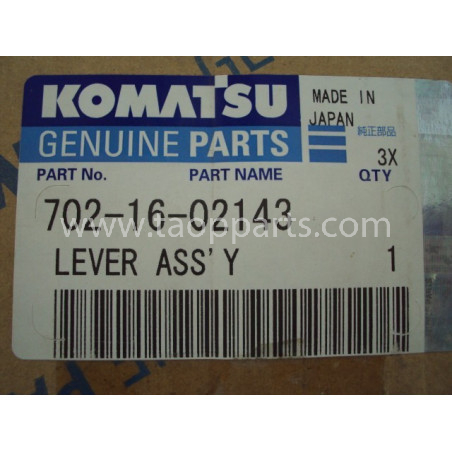 KOMATSU
MADE IN
JAPAN
GENUINE PARTS
純正部品
3X
PART No.
PART NAME
QTY
702-16-02143
www.taopparts.com
LEVER ASS'Y
1